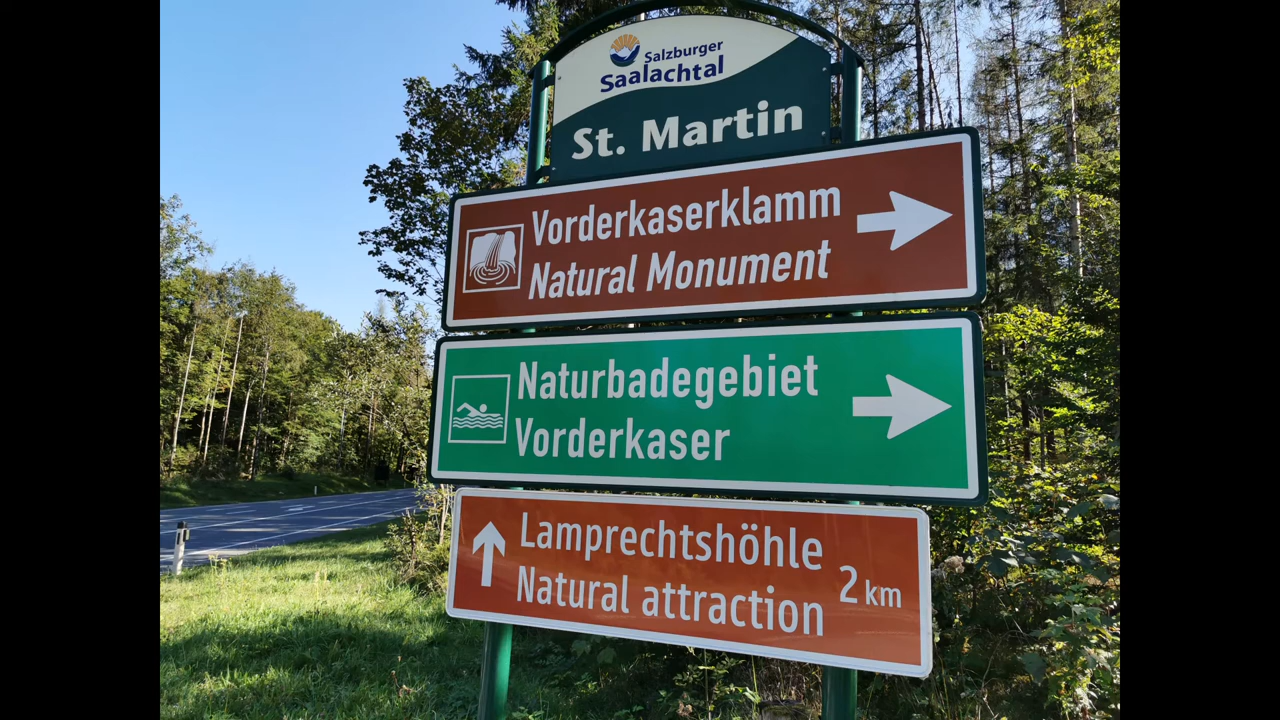 Salzburger
Saalachtal
St. Martin
Vorderkaserklamm
Natural Monument
Naturbadegebiet
Vorderkaser
Lamprechtshöhle
Natural attraction
2 km